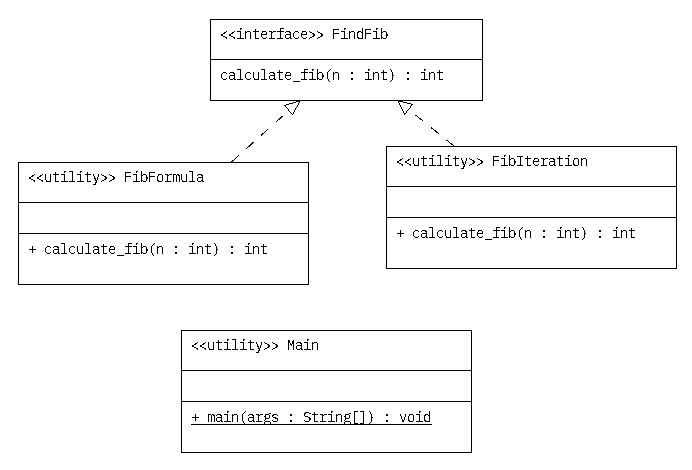 <<interface>> FindFib
calculate_fib(n : int) : int
<<utility>> FibFormula
+ calculate_fib(n : int) : int
<<utility>> FibIteration
+ calculate_fib(n : int) : int
<<utility>> Main
+ main(args : String[]) : void